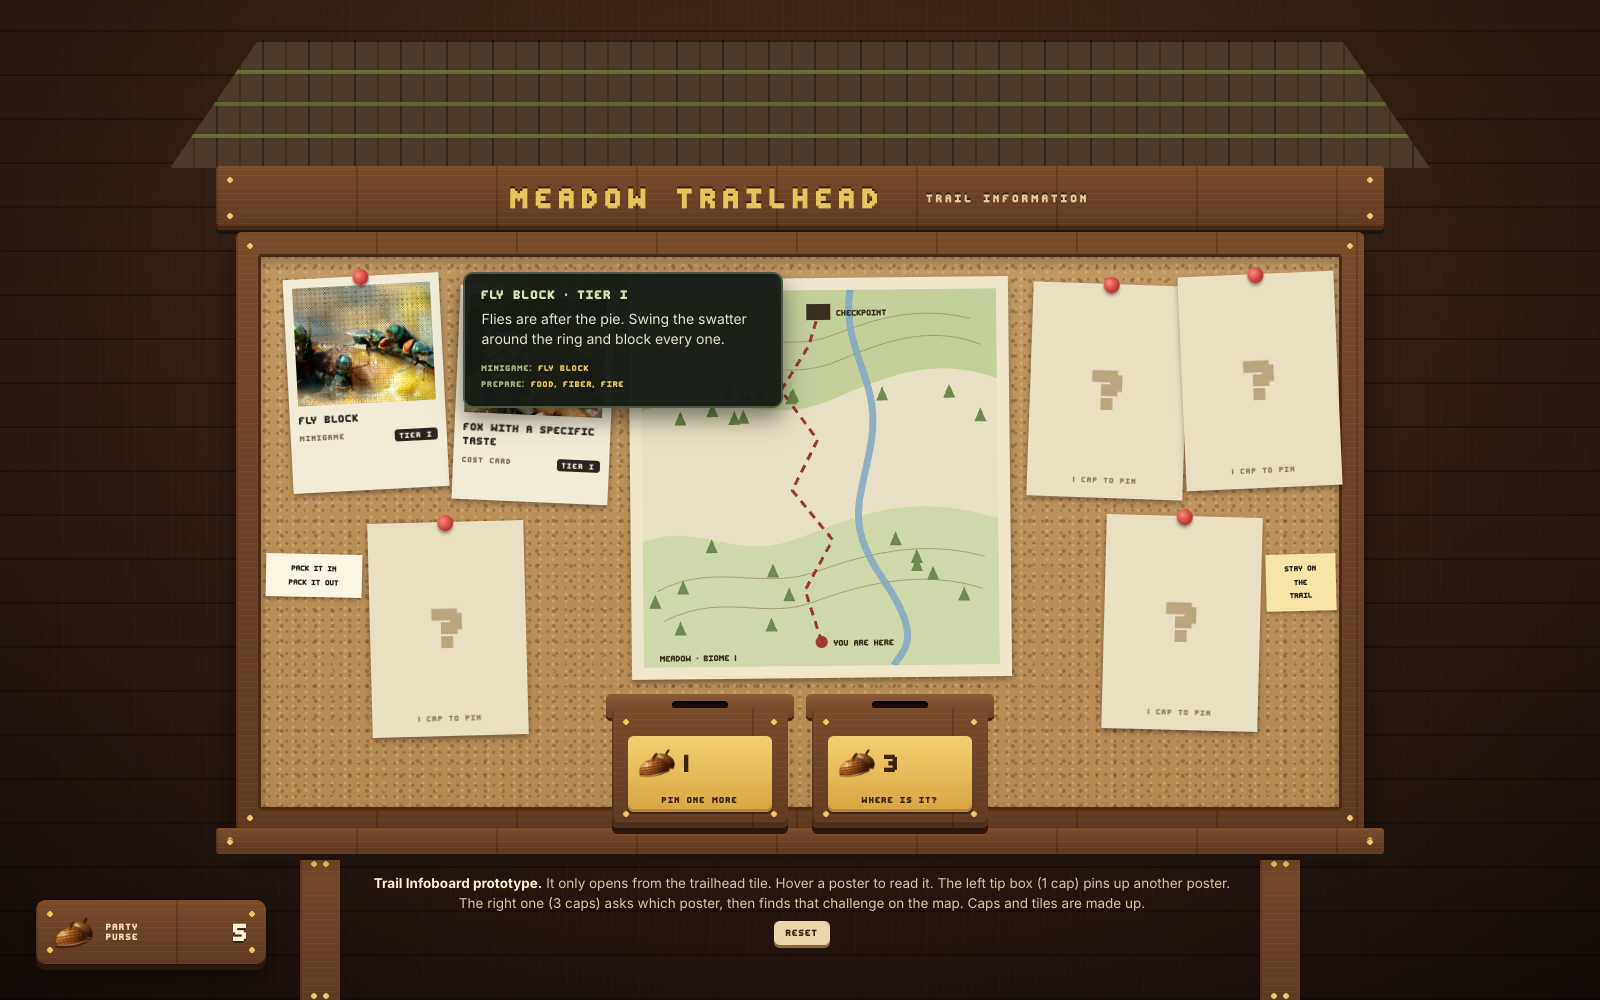 MEADOW TRAILHEAD
TRAIL INFORMATION
FLY BLOCK · TIER I
Flies are after the pie. Swing the swatter
around the ring and block every one.
MINIGAME: FLY BLOCK
PREPARE: FOOD, FIBER, FIRE
FLY BLOCK
MINIGAME
TIER I
FOX WITH A SPECIFIC
TASTE
COST CARD
TIER I
CHECKPOINT
YOU ARE HERE
MEADOW · BIOME I
?
1 CAP TO PIN
?
1 CAP TO PIN
PACK IT IN
PACK IT OUT
?
1 CAP TO PIN
?
1 CAP TO PIN
STAY ON
THE
TRAIL
1
PIN ONE MORE
3
WHERE IS IT?
Trail Infoboard prototype. It only opens from the trailhead tile. Hover a poster to read it. The left tip box (1 cap) pins up another poster.
The right one (3 caps) asks which poster, then finds that challenge on the map. Caps and tiles are made up.
RESET
PARTY
PURSE
5